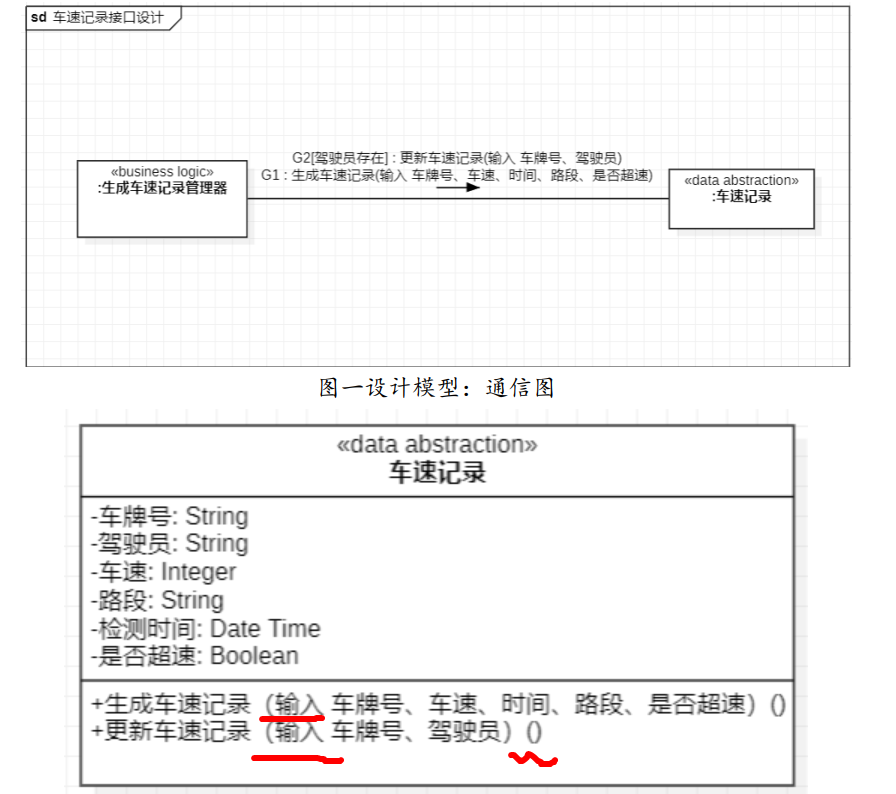 sd 车速记录接口设计
G2[驾驶员存在] : 更新车速记录(输入 车牌号、驾驶员)
G1 : 生成车速记录(输入 车牌号、车速、时间、路段、是否超速)
«business logic»
:生成车速记录管理器
«data abstraction»
:车速记录
图一设计模型：通信图
«data abstraction»
车速记录
-车牌号: String
-驾驶员: String
-车速: Integer
-路段: String
-检测时间: Date Time
-是否超速: Boolean
+生成车速记录（输入 车牌号、车速、时间、路段、是否超速）()
+更新车速记录（输入 车牌号、驾驶员）()